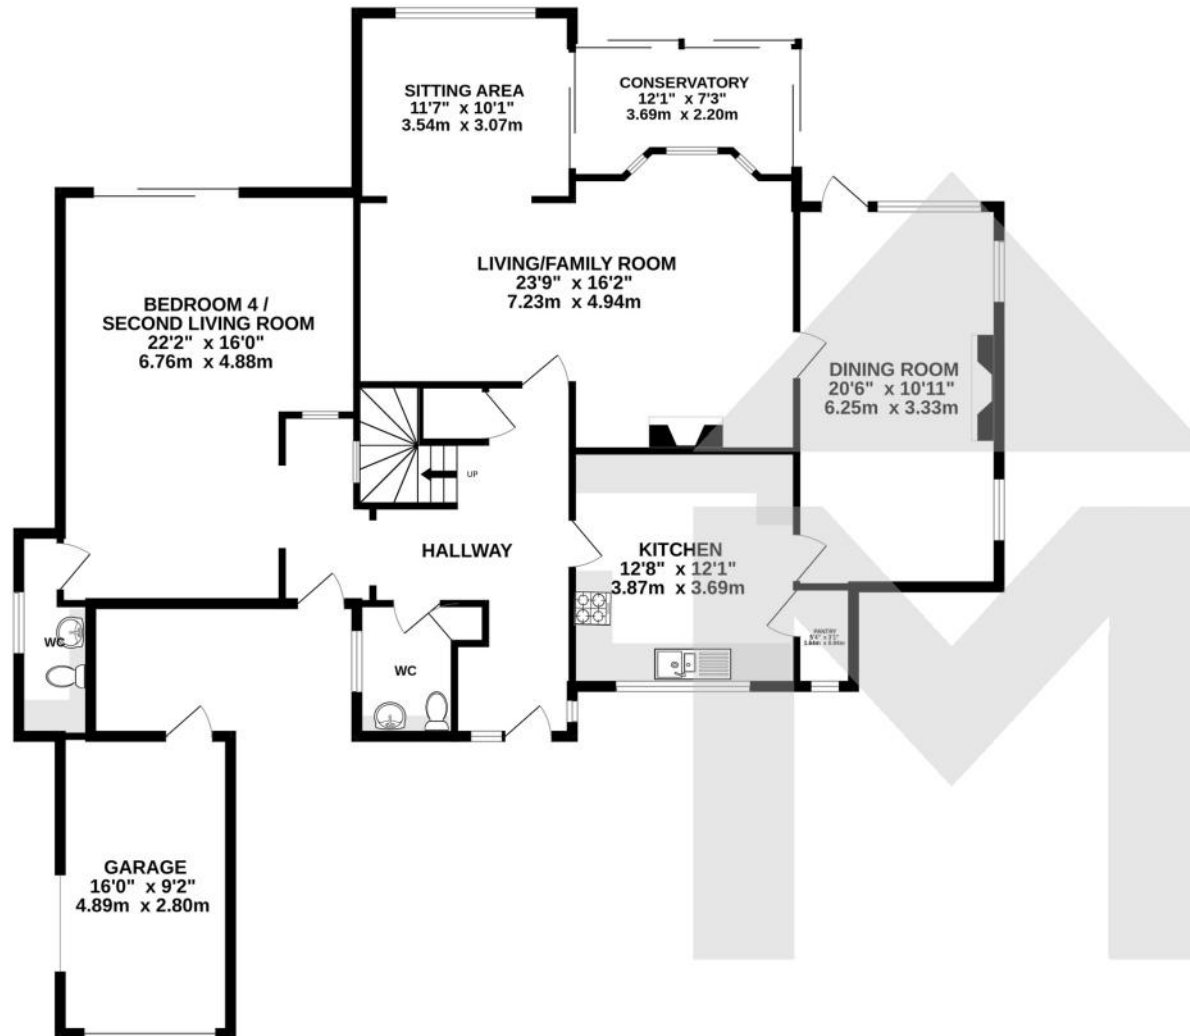 SITTING AREA
11'7" x 10'1"
3.54m x 3.07m
CONSERVATORY
12'1" x 7'3"
3.69m x 2.20m
LIVING/FAMILY ROOM
23'9" x 16'2"
7.23m x 4.94m
BEDROOM 4 /
SECOND LIVING ROOM
22'2" x 16'0"
6.76m x 4.88m
DINING ROOM
20'6" x 10'11"
6.25m x 3.33m
UP
HALLWAY
KITCHEN
12'8" x 12'1"
3.87m x 3.69m
PANTRY
WC
WC
GARAGE
16'0" x 9'2"
4.89m x 2.80m